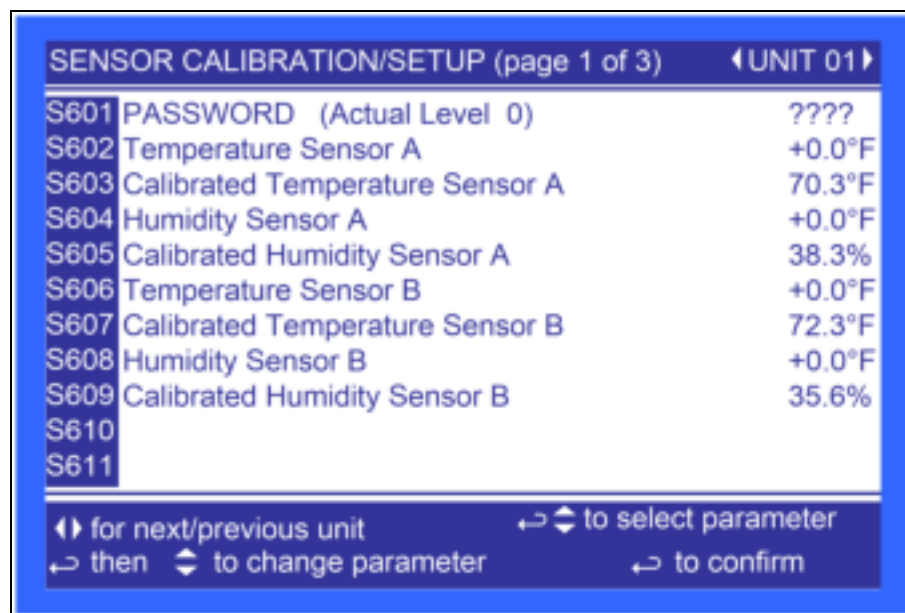 SENSOR CALIBRATION/SETUP (page 1 of 3) UNIT 01
S601 PASSWORD (Actual Level 0) ????
S602 Temperature Sensor A +0.0°F
S603 Calibrated Temperature Sensor A 70.3°F
S604 Humidity Sensor A +0.0°F
S605 Calibrated Humidity Sensor A 38.3%
S606 Temperature Sensor B +0.0°F
S607 Calibrated Temperature Sensor B 72.3°F
S608 Humidity Sensor B +0.0°F
S609 Calibrated Humidity Sensor B 35.6%
S610
S611
for next/previous unit ↵ to select parameter
↵ then to change parameter ↵ to confirm